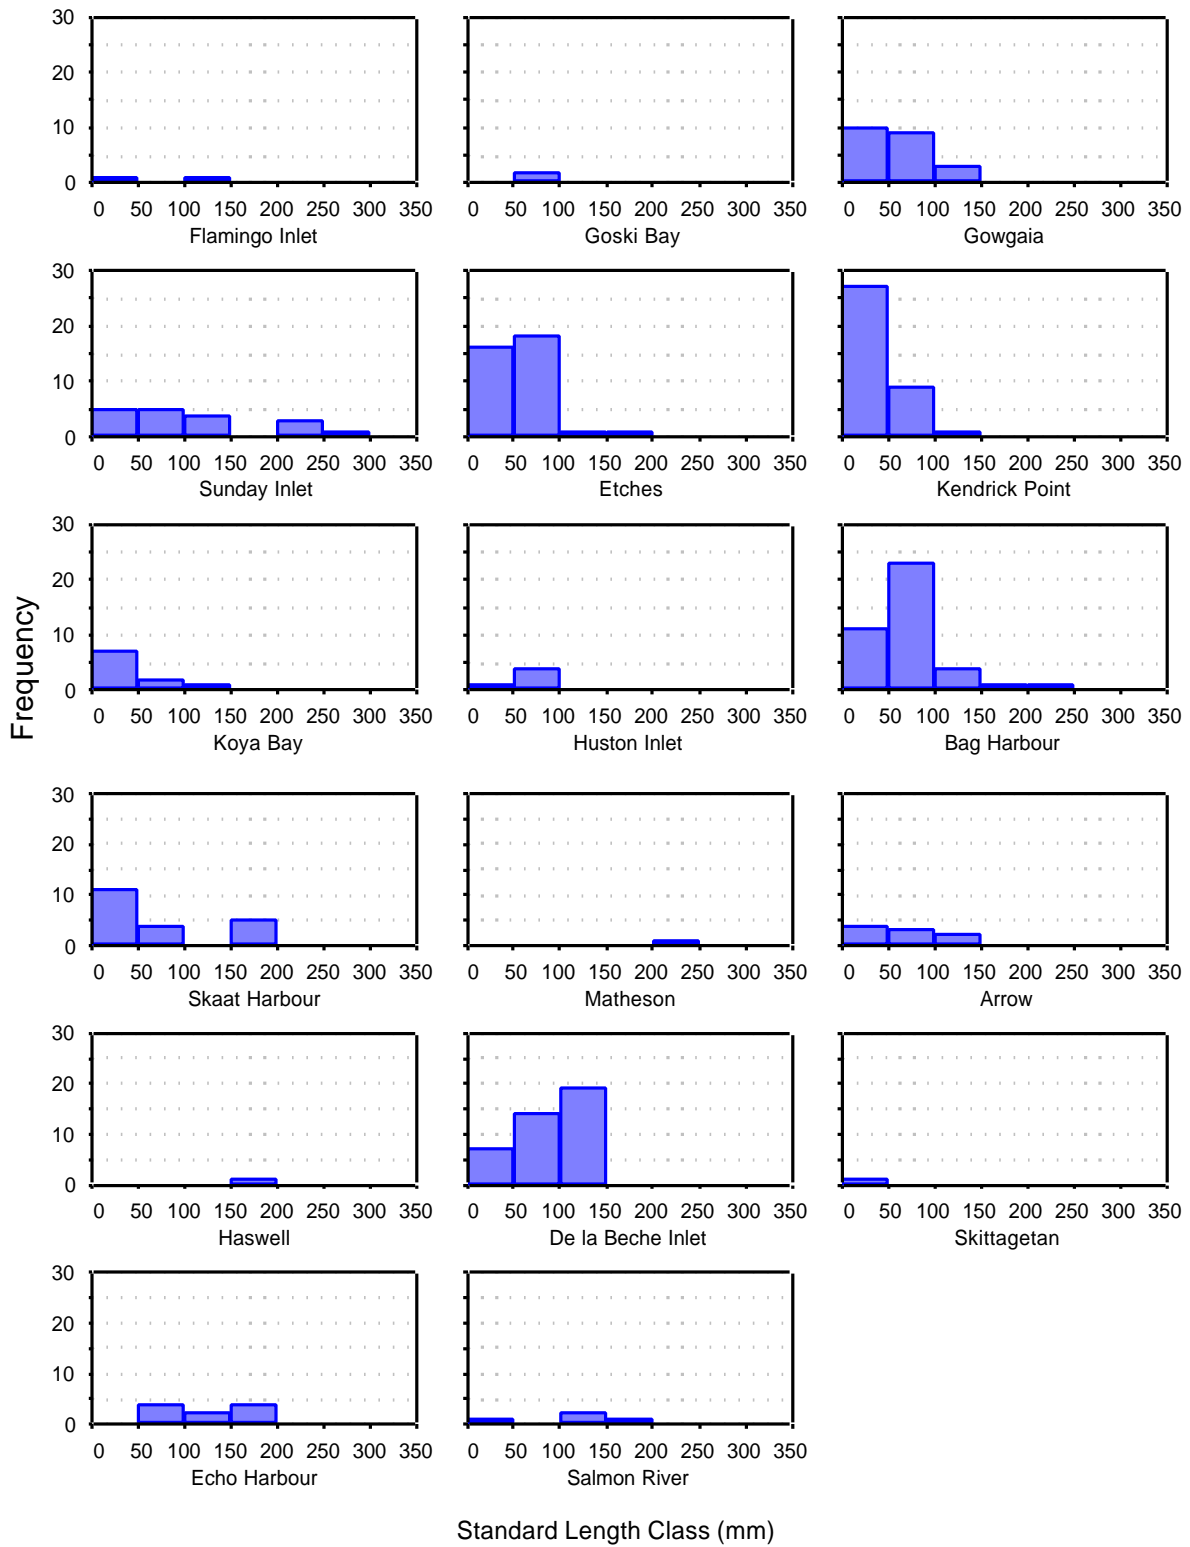 30
20
10
0
0 50 100 150 200 250 300 350
0 50 100 150 200 250 300 350
0 50 100 150 200 250 300 350
Flamingo Inlet
Goski Bay
Gowgaia
30
20
10
0
0 50 100 150 200 250 300 350
0 50 100 150 200 250 300 350
0 50 100 150 200 250 300 350
Sunday Inlet
Etches
Kendrick Point
Frequency
30
20
10
0
0 50 100 150 200 250 300 350
0 50 100 150 200 250 300 350
0 50 100 150 200 250 300 350
Koya Bay
Huston Inlet
Bag Harbour
30
20
10
0
0 50 100 150 200 250 300 350
0 50 100 150 200 250 300 350
0 50 100 150 200 250 300 350
Skaat Harbour
Matheson
Arrow
30
20
10
0
0 50 100 150 200 250 300 350
0 50 100 150 200 250 300 350
0 50 100 150 200 250 300 350
Haswell
De la Beche Inlet
Skittagetan
30
20
10
0
0 50 100 150 200 250 300 350
0 50 100 150 200 250 300 350
Echo Harbour
Salmon River
Standard Length Class (mm)